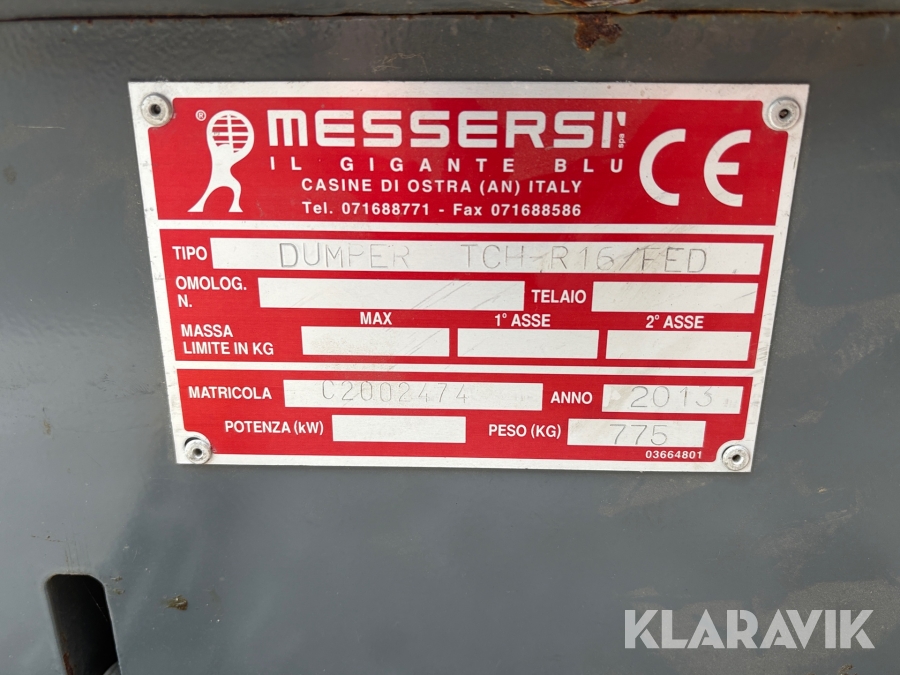 ® MESSERSI' spa
IL GIGANTE BLU
CASINE DI OSTRA (AN) ITALY
Tel. 071688771 - Fax 071688586
CE
TIPO DUMPER TCH-R16/FED
OMOLOG. N. TELAIO
MASSA LIMITE IN KG MAX 1° ASSE 2° ASSE
MATRICOLA C2002474 ANNO 2013
POTENZA (kW) PESO (KG) 775
03664801
KLARAVIK